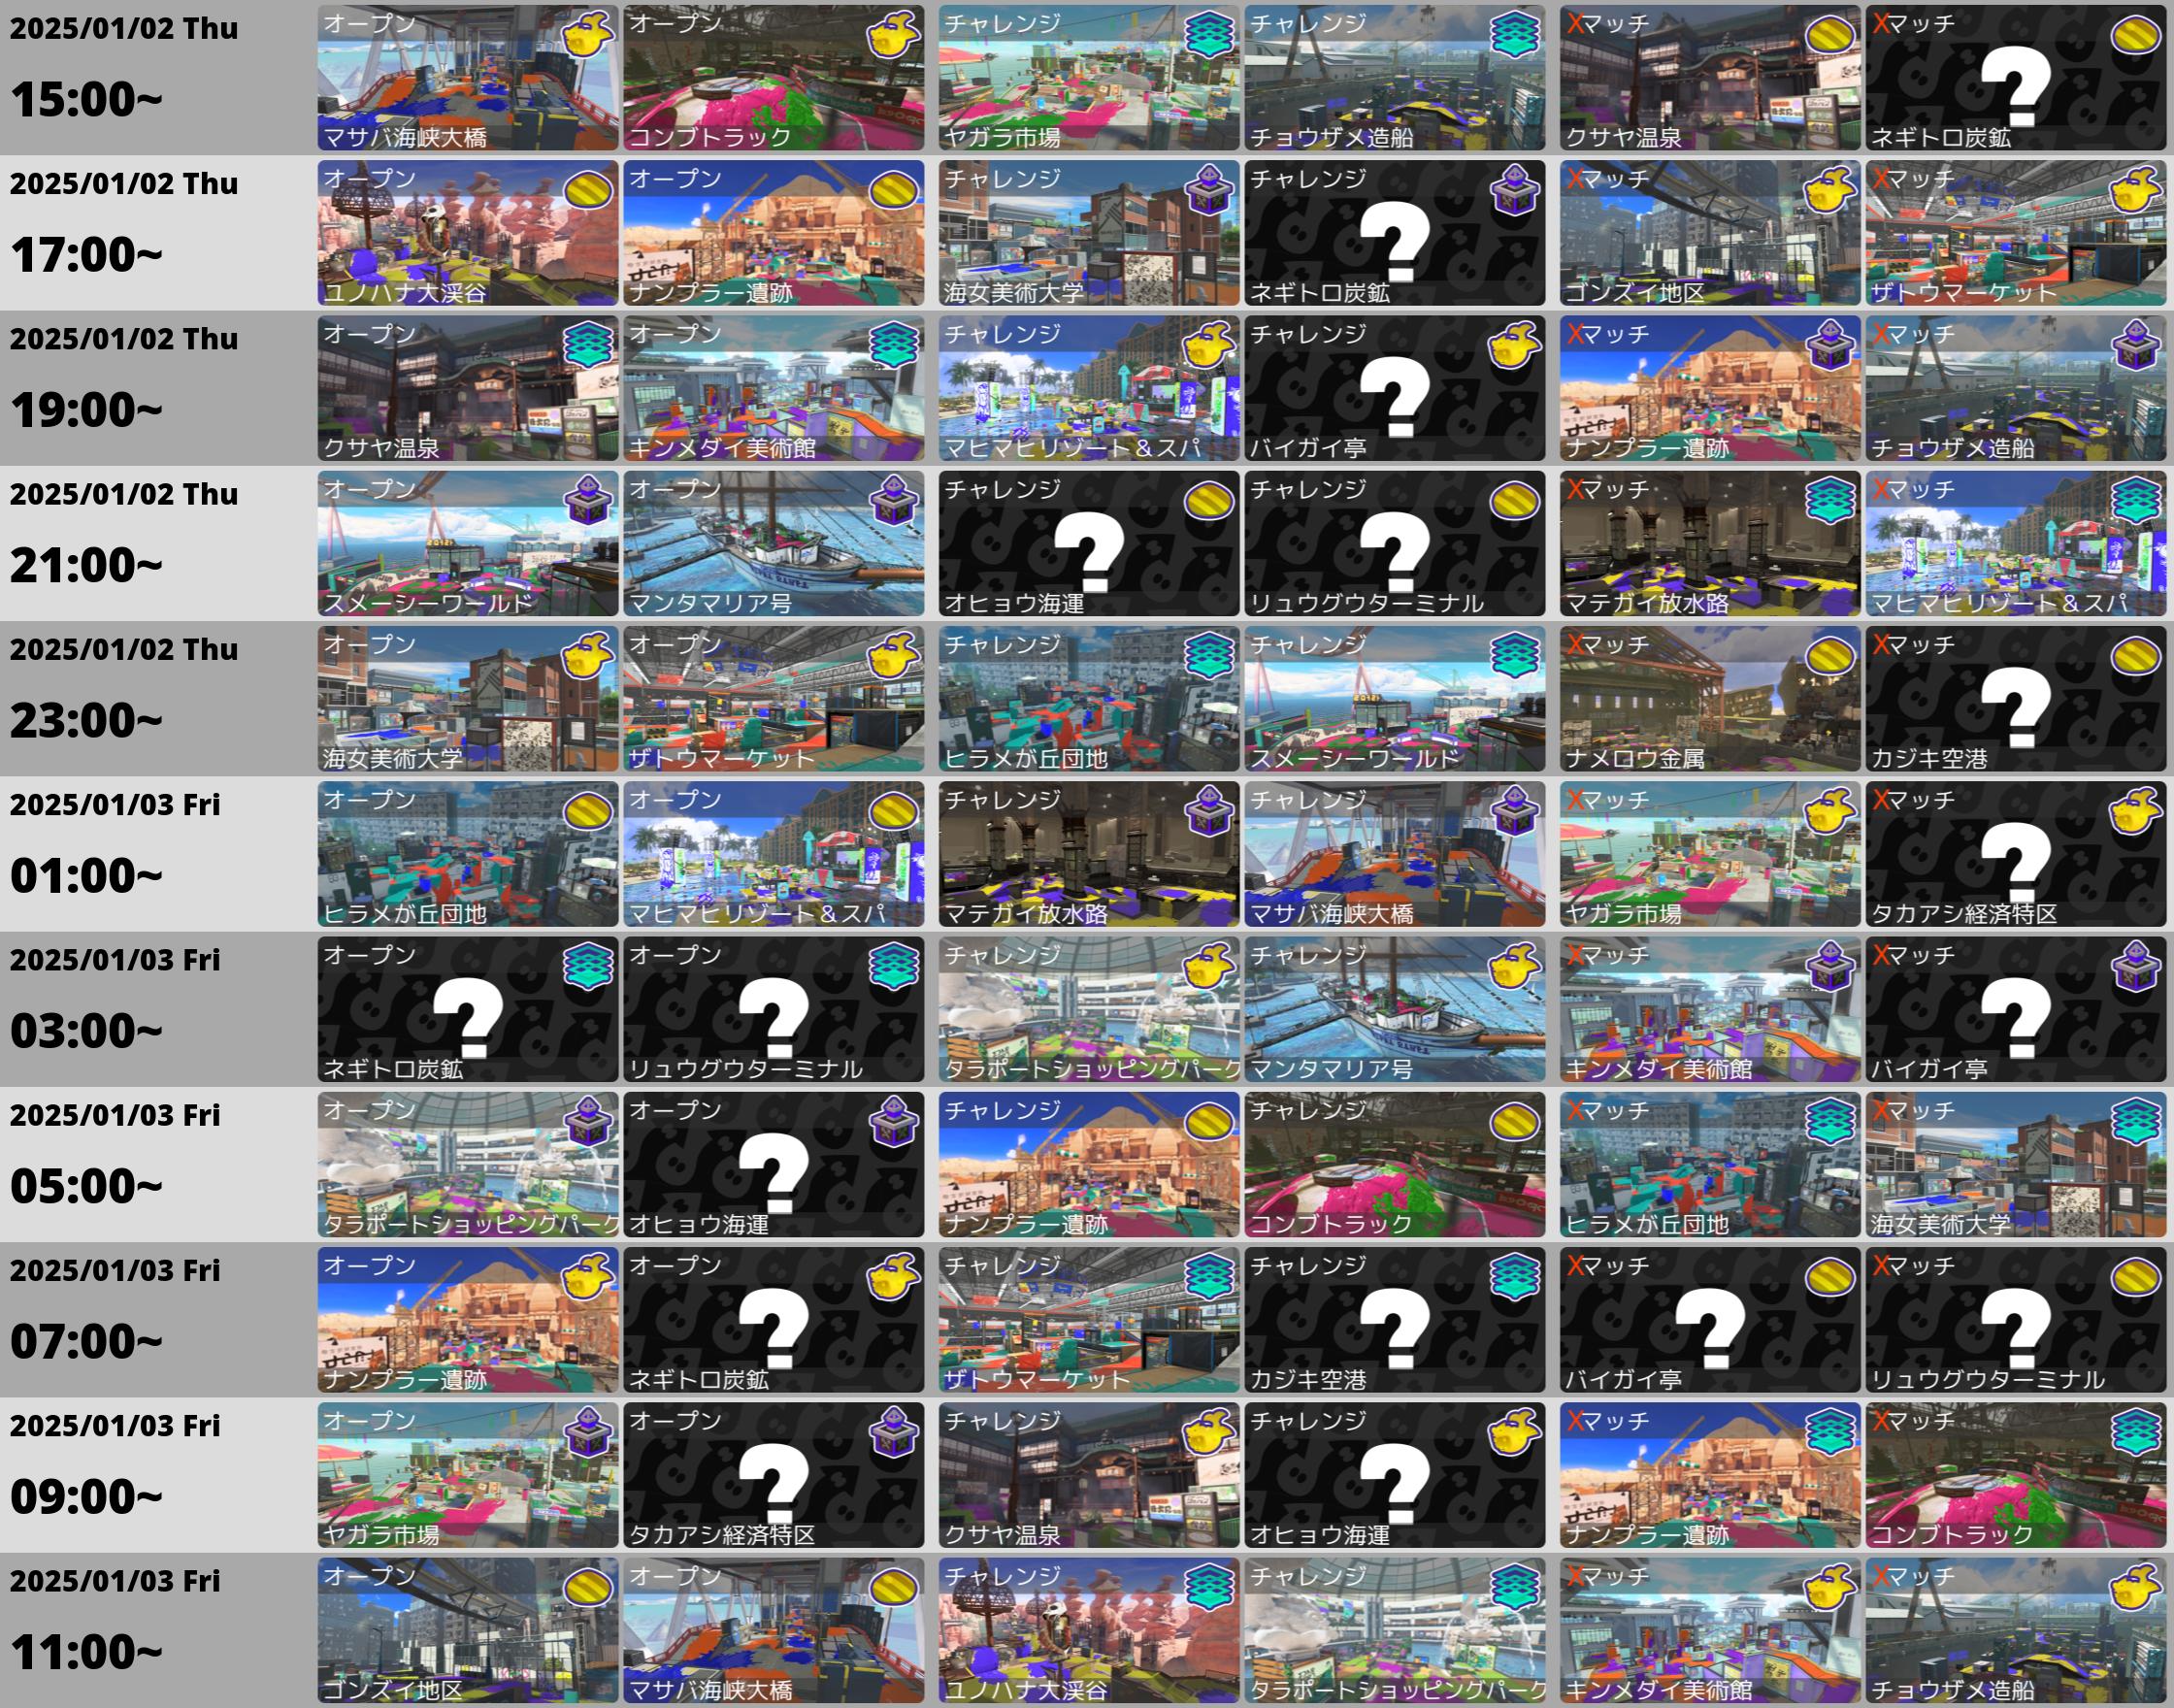 2025/01/02 Thu
15:00~
オープン
マサバ海峡大橋
オープン
コンブトラック
チャレンジ
ヤガラ市場
チャレンジ
チョウザメ造船
Xマッチ
クサヤ温泉
Xマッチ
?
ネギトロ炭鉱
2025/01/02 Thu
17:00~
オープン
ユノハナ大渓谷
オープン
ナンプラー遺跡
チャレンジ
海女美術大学
チャレンジ
?
ネギトロ炭鉱
Xマッチ
ゴンズイ地区
Xマッチ
ザトウマーケット
2025/01/02 Thu
19:00~
オープン
クサヤ温泉
オープン
キンメダイ美術館
チャレンジ
マヒマヒリゾート＆スパ
チャレンジ
?
バイガイ亭
Xマッチ
ナンプラー遺跡
Xマッチ
チョウザメ造船
2025/01/02 Thu
21:00~
オープン
スメーシーワールド
オープン
マンタマリア号
チャレンジ
?
オヒョウ海運
チャレンジ
?
リュウグウターミナル
Xマッチ
マテガイ放水路
Xマッチ
マヒマヒリゾート＆スパ
2025/01/02 Thu
23:00~
オープン
海女美術大学
オープン
ザトウマーケット
チャレンジ
ヒラメが丘団地
チャレンジ
スメーシーワールド
Xマッチ
ナメロウ金属
Xマッチ
?
カジキ空港
2025/01/03 Fri
01:00~
オープン
ヒラメが丘団地
オープン
マヒマヒリゾート＆スパ
チャレンジ
マテガイ放水路
チャレンジ
マサバ海峡大橋
Xマッチ
ヤガラ市場
Xマッチ
?
タカアシ経済特区
2025/01/03 Fri
03:00~
オープン
?
ネギトロ炭鉱
オープン
?
リュウグウターミナル
チャレンジ
タラポートショッピングパーク
チャレンジ
マンタマリア号
Xマッチ
キンメダイ美術館
Xマッチ
?
バイガイ亭
2025/01/03 Fri
05:00~
オープン
タラポートショッピングパーク
オープン
?
オヒョウ海運
チャレンジ
ナンプラー遺跡
チャレンジ
コンブトラック
Xマッチ
ヒラメが丘団地
Xマッチ
海女美術大学
2025/01/03 Fri
07:00~
オープン
ナンプラー遺跡
オープン
?
ネギトロ炭鉱
チャレンジ
ザトウマーケット
チャレンジ
?
カジキ空港
Xマッチ
?
バイガイ亭
Xマッチ
?
リュウグウターミナル
2025/01/03 Fri
09:00~
オープン
ヤガラ市場
オープン
?
タカアシ経済特区
チャレンジ
クサヤ温泉
チャレンジ
?
オヒョウ海運
Xマッチ
ナンプラー遺跡
Xマッチ
コンブトラック
2025/01/03 Fri
11:00~
オープン
ゴンズイ地区
オープン
マサバ海峡大橋
チャレンジ
ユノハナ大渓谷
チャレンジ
タラポートショッピングパーク
Xマッチ
キンメダイ美術館
Xマッチ
チョウザメ造船